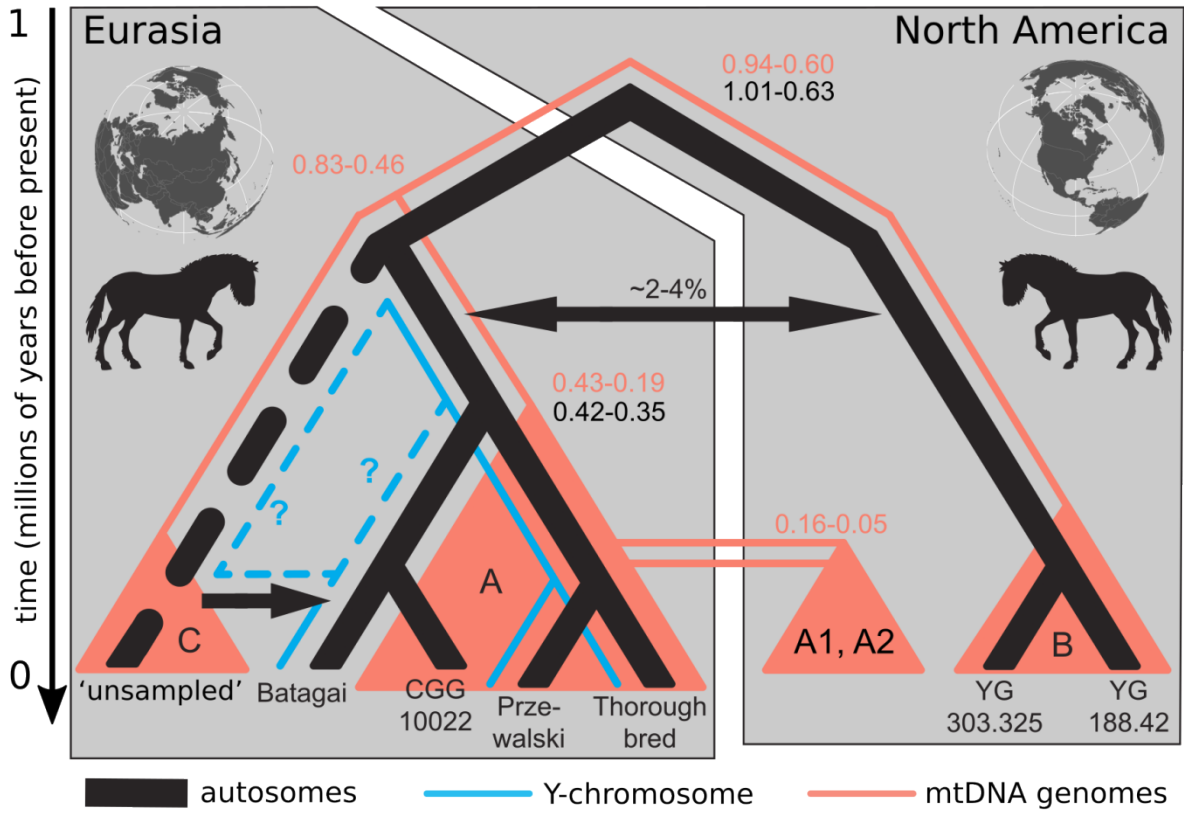 1
Eurasia
North America
0.94-0.60
1.01-0.63
0.83-0.46
time (millions of years before present)
~2-4%
0.43-0.19
0.42-0.35
?
?
0.16-0.05
A
C
A1, A2
B
0
‘unsampled’
Batagai
CGG
10022
Prze-
walski
Thorough
bred
YG
303.325
YG
188.42
autosomes
Y-chromosome
mtDNA genomes